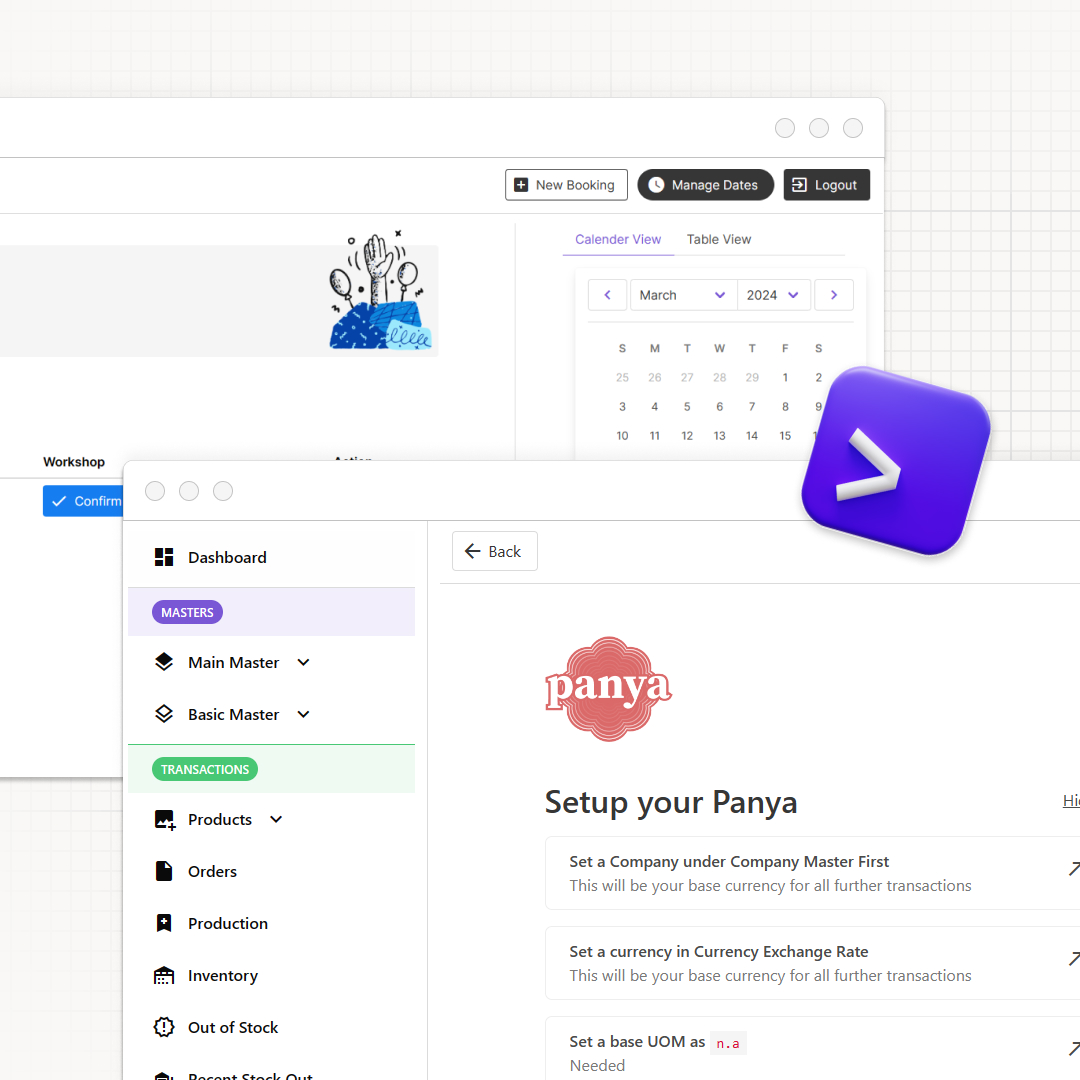 New Booking
Manage Dates
Logout
Calender View
Table View
March
2024
S M T W T F S
25 26 27 28 29 1 2
3 4 5 6 7 8 9
10 11 12 13 14 15
Workshop
Action
Confirm
Back
Dashboard
MASTERS
Main Master
Basic Master
TRANSACTIONS
Products
Orders
Production
Inventory
Out of Stock
Recent Stock Out
panya
Setup your Panya
Set a Company under Company Master First
This will be your base currency for all further transactions
Set a currency in Currency Exchange Rate
This will be your base currency for all further transactions
Set a base UOM as n.a
Needed